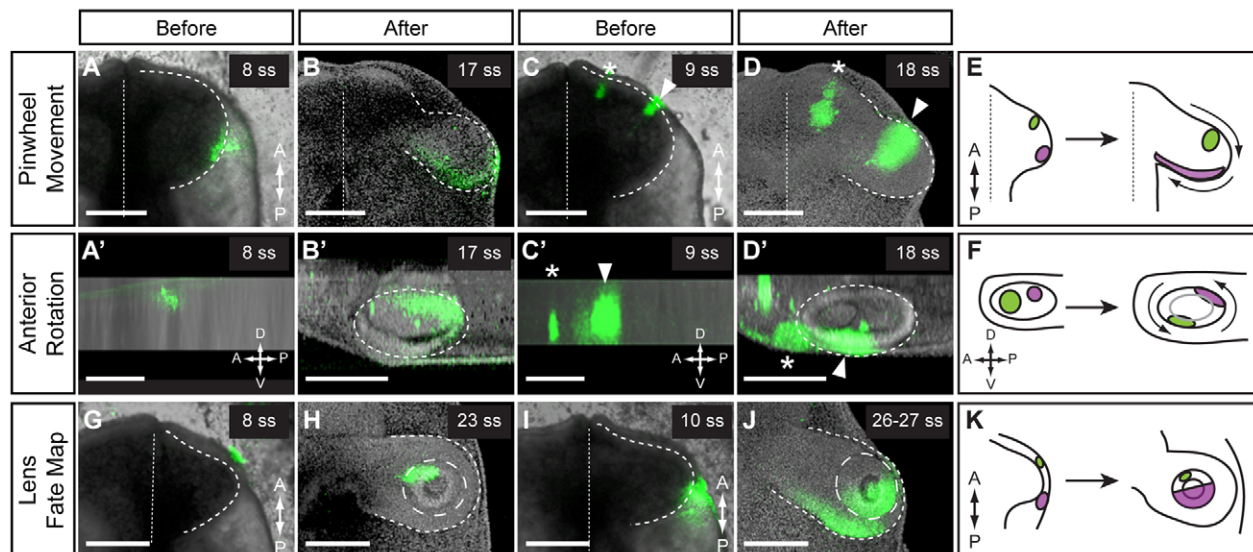 Before After Before After
Pinwheel Movement
A 8 ss B 17 ss C 9 ss * D 18 ss * E
A P A P A P
Anterior Rotation
A' 8 ss B' 17 ss C' 9 ss * D' 18 ss * F
D A P V D A P V D A P V
Lens Fate Map
G 8 ss H 23 ss I 10 ss J 26-27 ss K
A P A P A P